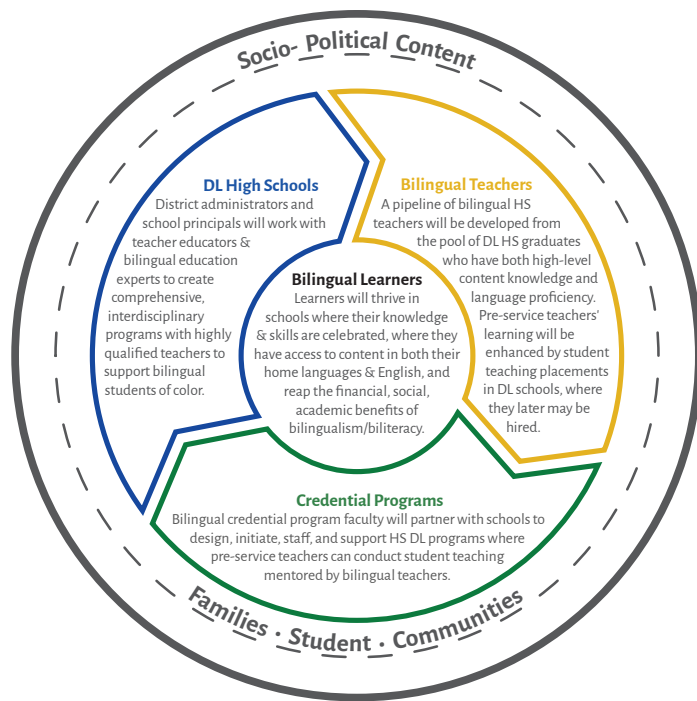 Socio- Political Content
DL High Schools
District administrators and
school principals will work with
teacher educators &
bilingual education
experts to create
comprehensive,
interdisciplinary
programs with highly
qualified teachers to
support bilingual
students of color.
Bilingual Teachers
A pipeline of bilingual HS
teachers will be developed from
the pool of DL HS graduates
who have both high-level
content knowledge and
language proficiency.
Pre-service teachers'
learning will be
enhanced by student
teaching placements
in DL schools, where
they later may be
hired.
Bilingual Learners
Learners will thrive in
schools where their knowledge
& skills are celebrated, where they
have access to content in both their
home languages & English, and
reap the financial, social,
academic benefits of
bilingualism/biliteracy.
Credential Programs
Bilingual credential program faculty will partner with schools to
design, initiate, staff, and support HS DL programs where
pre-service teachers can conduct student teaching
mentored by bilingual teachers.
Families · Student · Communities